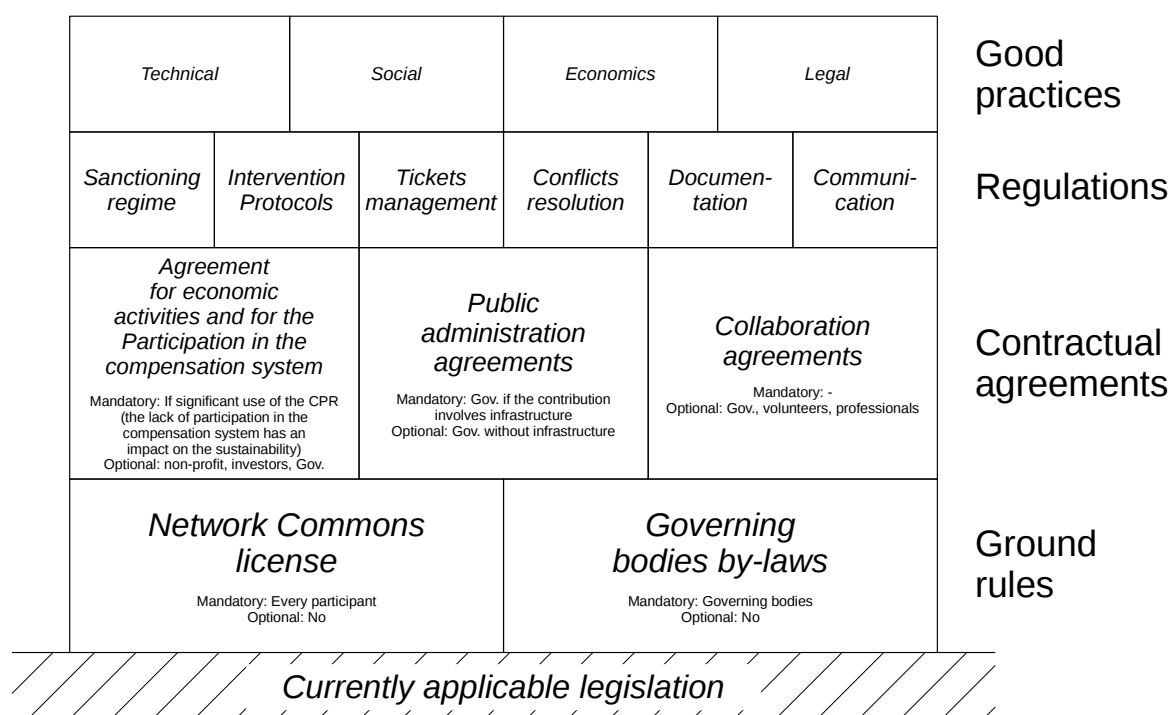 Technical
Social
Economics
Legal
Good
practices
Sanctioning
regime
Intervention
Protocols
Tickets
management
Conflicts
resolution
Documen-
tation
Communi-
cation
Regulations
Agreement
for economic
activities and for the
Participation in the
compensation system
Mandatory: If significant use of the CPR
(the lack of participation in the
compensation system has an
impact on the sustainability)
Optional: non-profit, investors, Gov.
Public
administration
agreements
Mandatory: Gov. if the contribution
involves infrastructure
Optional: Gov. without infrastructure
Collaboration
agreements
Mandatory: -
Optional: Gov., volunteers, professionals
Contractual
agreements
Network Commons
license
Mandatory: Every participant
Optional: No
Governing
bodies by-laws
Mandatory: Governing bodies
Optional: No
Ground
rules
Currently applicable legislation